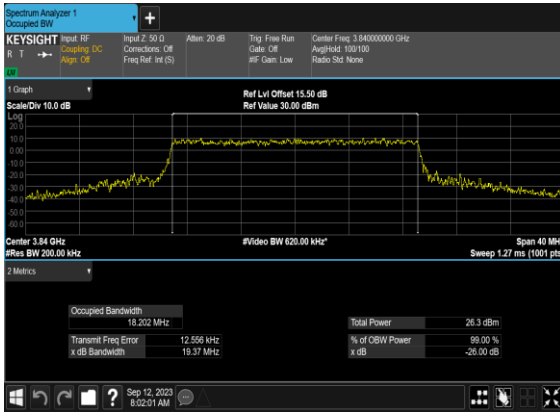 Spectrum Analyzer 1
Occupied BW
+
KEYSIGHT Input: RF Input Z: 50 Ω Atten: 20 dB Trig: Free Run Center Freq: 3.840000000 GHz
R T Coupling: DC Corrections: Off Gate: Off Avg|Hold: 100/100
Align: Off Freq Ref: Int (S) #IF Gain: Low Radio Std: None
1 Graph
Ref Lvl Offset 15.50 dB
Scale/Div 10.0 dB Ref Value 30.00 dBm
Log
20.0
10.0
0.00
-10.0
-20.0
-30.0
-40.0
-50.0
-60.0
Center 3.84 GHz #Video BW 620.00 kHz* Span 40 MH
#Res BW 200.00 kHz Sweep 1.27 ms (1001 pts
2 Metrics
Occupied Bandwidth
18.202 MHz Total Power 26.3 dBm
Transmit Freq Error 12.556 kHz % of OBW Power 99.00 %
x dB Bandwidth 19.37 MHz x dB -26.00 dB
? Sep 12, 2023
8:02:01 AM